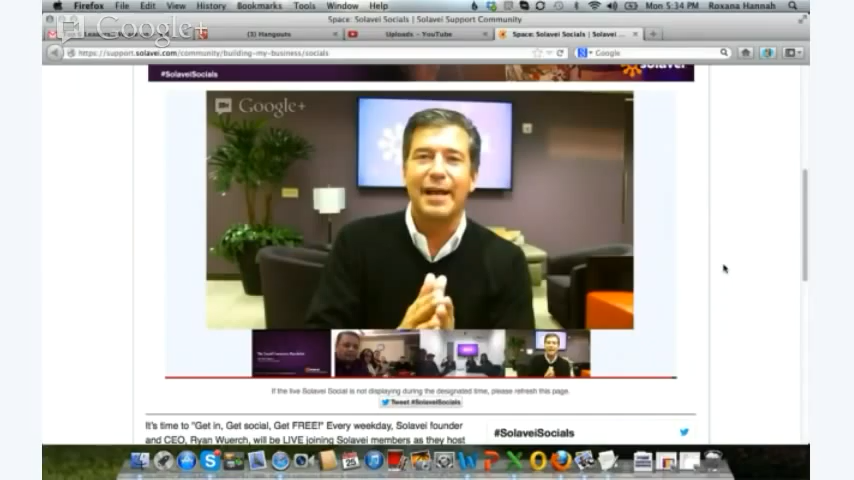 Firefox File Edit View History Bookmarks Tools Window Help Mon 5:34 PM Roxana Hannah
Space: Solavei Socials | Solavei Support Community
Google+
(3) Hangouts
Uploads - YouTube
Space: Solavei Socials | Solavei ...
https://support.solavei.com/community/building-my-business/socials
Google
#SolaveiSocials
solavei
Google+
If the live Solavei Social is not displaying during the designated time, please refresh this page.
Tweet #SolaveiSocials
It's time to "Get in, Get social, Get FREE!" Every weekday, Solavei founder
and CEO, Ryan Wuerch, will be LIVE joining Solavei members as they host
#SolaveiSocials